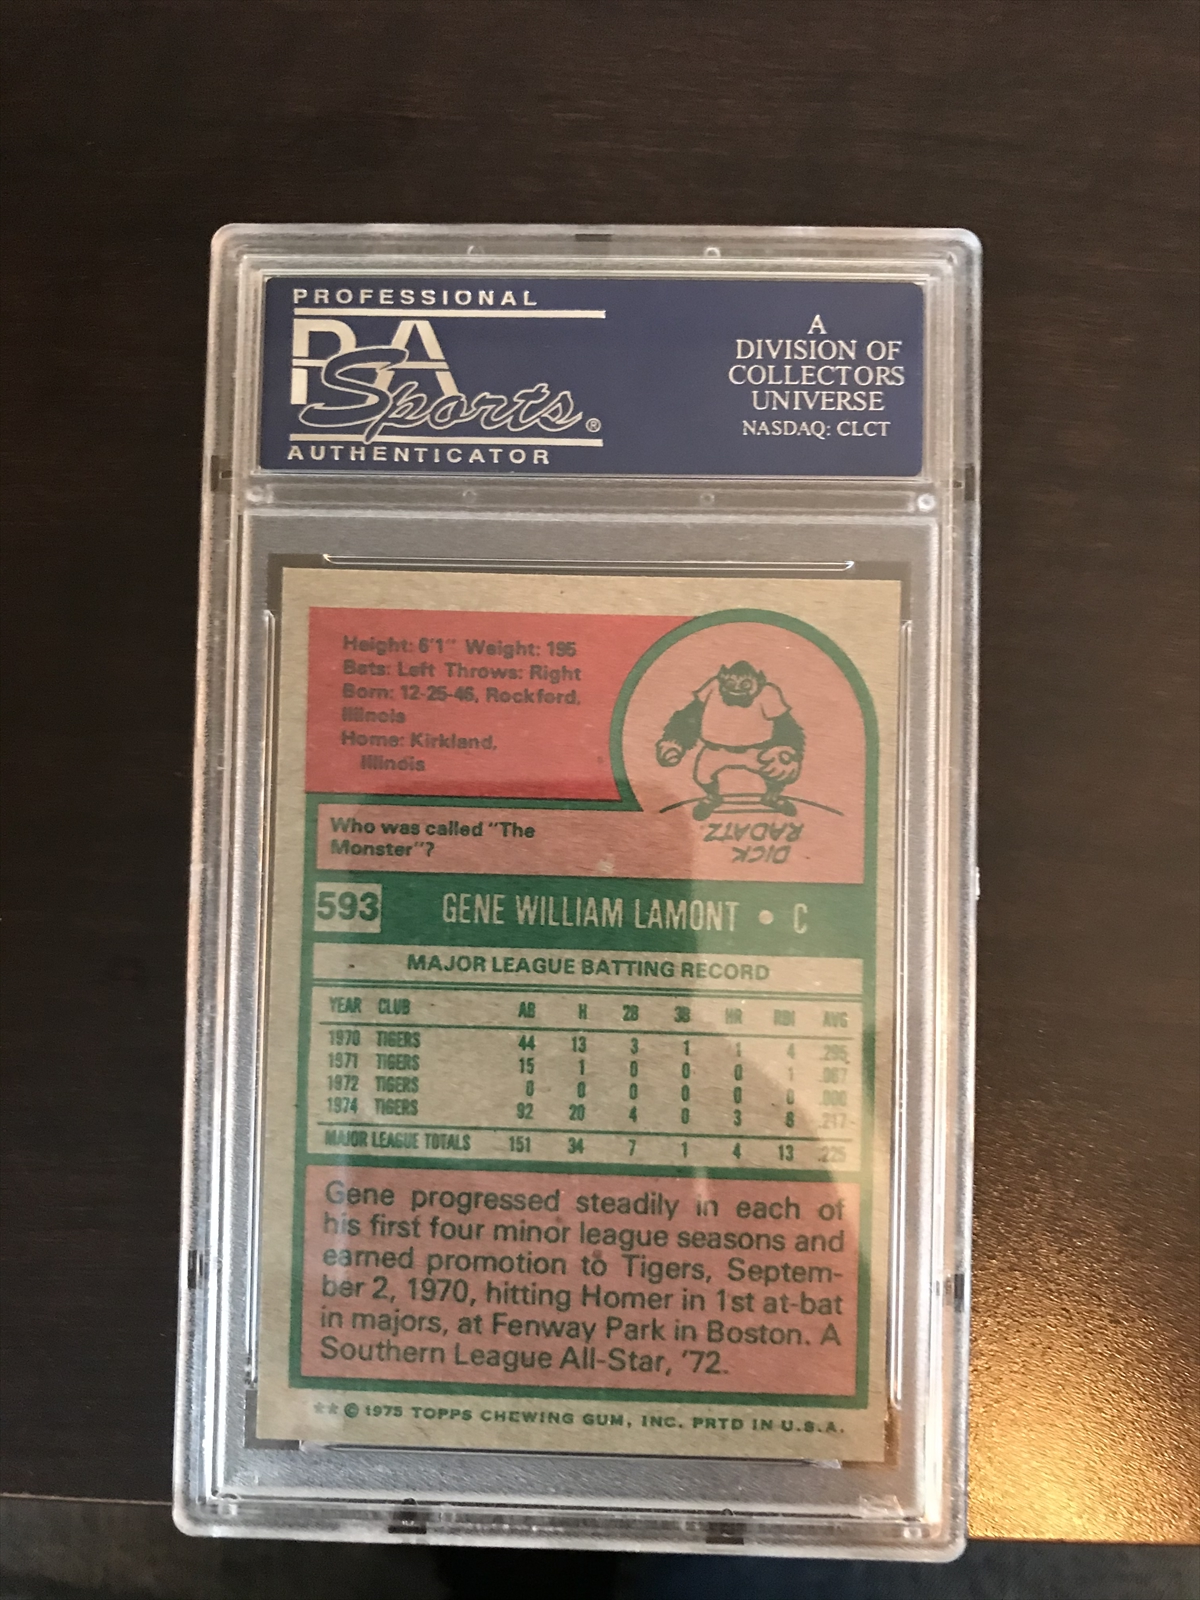 PROFESSIONAL
PSA
Sports®
AUTHENTICATOR
A
DIVISION OF
COLLECTORS
UNIVERSE
NASDAQ: CLCT
Height: 6'1" Weight: 195
Bats: Left Throws: Right
Born: 12-25-46, Rockford,
Illinois
Home: Kirkland,
Illinois
Who was called "The
Monster"?
DICK
RADATZ
593 GENE WILLIAM LAMONT • C
MAJOR LEAGUE BATTING RECORD
YEAR CLUB AB H 2B 3B HR RBI AVG
1970 TIGERS 44 13 3 1 1 4 .295
1971 TIGERS 15 1 0 0 0 1 .067
1972 TIGERS 0 0 0 0 0 0 .000
1974 TIGERS 92 20 4 0 3 8 .217
MAJOR LEAGUE TOTALS 151 34 7 1 4 13 .225
Gene progressed steadily in each of
his first four minor league seasons and
earned promotion to Tigers, Septem-
ber 2, 1970, hitting Homer in 1st at-bat
in majors, at Fenway Park in Boston. A
Southern League All-Star, '72.
** © 1975 TOPPS CHEWING GUM, INC. PRTD IN U.S.A.